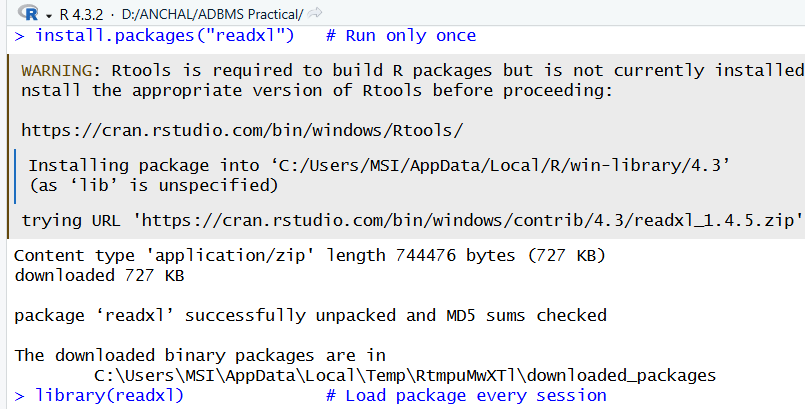 R 4.3.2 · D:/ANCHAL/ADBMS Practical/
> install.packages("readxl")   # Run only once
WARNING: Rtools is required to build R packages but is not currently installed
nstall the appropriate version of Rtools before proceeding:
https://cran.rstudio.com/bin/windows/Rtools/
Installing package into ‘C:/Users/MSI/AppData/Local/R/win-library/4.3’
(as ‘lib’ is unspecified)
trying URL 'https://cran.rstudio.com/bin/windows/contrib/4.3/readxl_1.4.5.zip'
Content type 'application/zip' length 744476 bytes (727 KB)
downloaded 727 KB
package ‘readxl’ successfully unpacked and MD5 sums checked
The downloaded binary packages are in
        C:\Users\MSI\AppData\Local\Temp\RtmpuMwXTl\downloaded_packages
> library(readxl)              # Load package every session